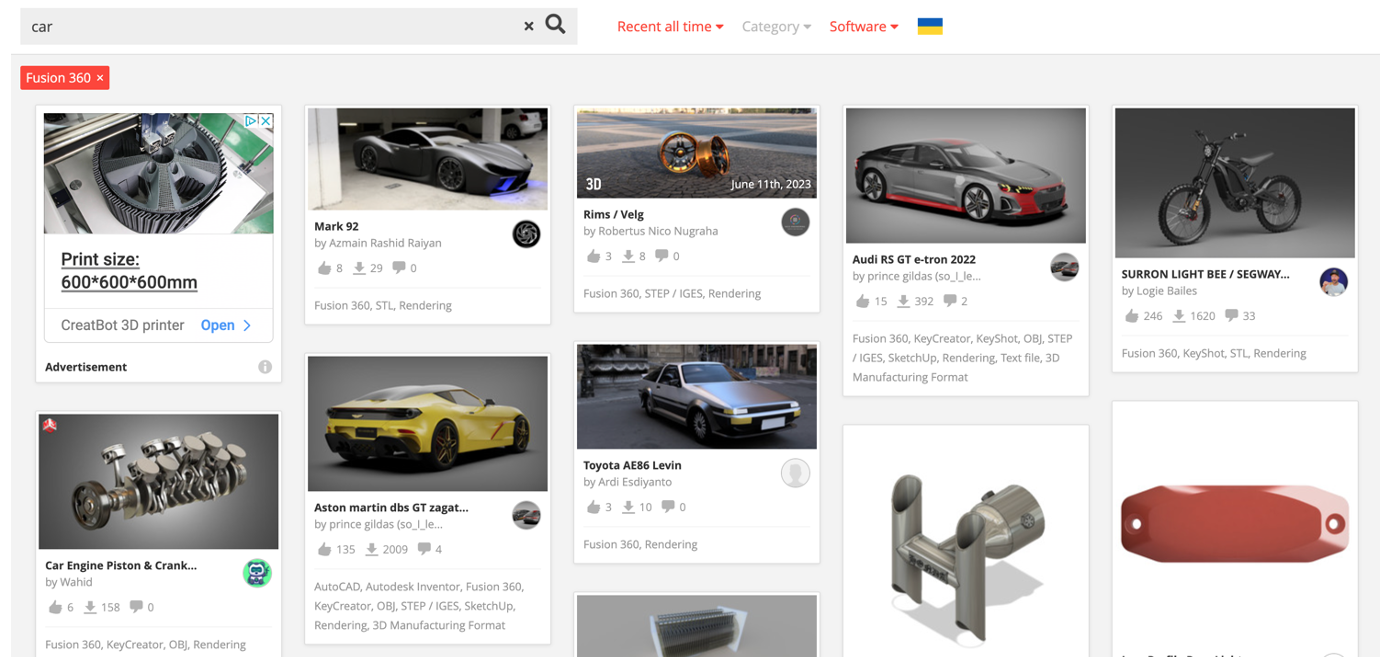 car
Recent all time
Category
Software
Fusion 360 ×
Print size:
600*600*600mm
CreatBot 3D printer Open
Advertisement
Car Engine Piston & Crank...
by Wahid
6 158 0
Fusion 360, KeyCreator, OBJ, Rendering
Mark 92
by Azmain Rashid Raiyan
8 29 0
Fusion 360, STL, Rendering
Aston martin dbs GT zagat...
by prince gildas (so_I_le...
135 2009 4
AutoCAD, Autodesk Inventor, Fusion 360,
KeyCreator, OBJ, STEP / IGES, SketchUp,
Rendering, 3D Manufacturing Format
3D June 11th, 2023
Rims / Velg
by Robertus Nico Nugraha
3 8 0
Fusion 360, STEP / IGES, Rendering
Toyota AE86 Levin
by Ardi Esdiyanto
3 10 0
Fusion 360, Rendering
Audi RS GT e-tron 2022
by prince gildas (so_I_le...
15 392 2
Fusion 360, KeyCreator, KeyShot, OBJ, STEP
/ IGES, SketchUp, Rendering, Text file, 3D
Manufacturing Format
SURRON LIGHT BEE / SEGWAY...
by Logie Bailes
246 1620 33
Fusion 360, KeyShot, STL, Rendering